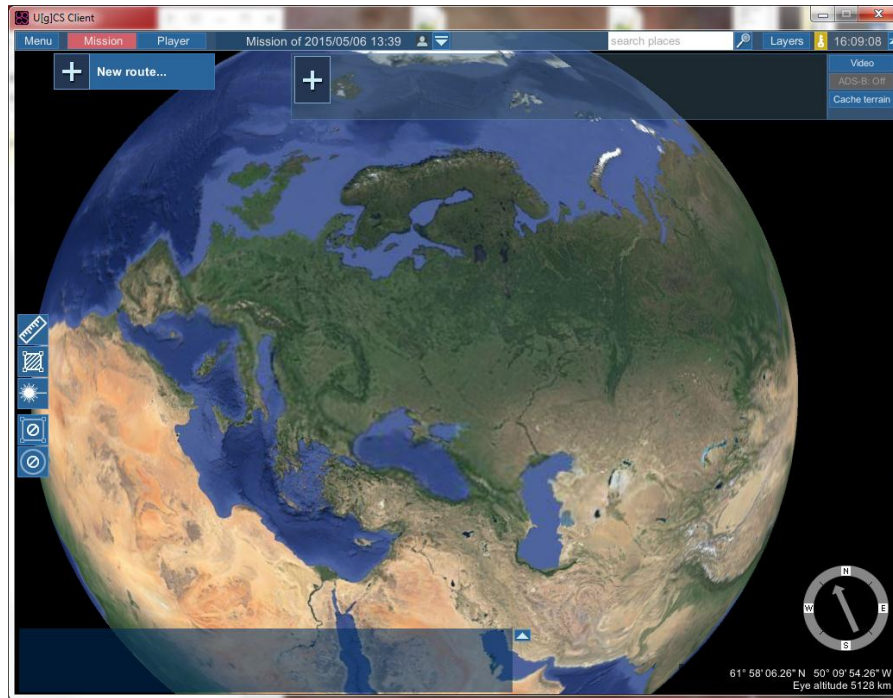 U[g]CS Client
Menu Mission Player Mission of 2015/05/06 13:39 search places Layers 16:09:08
New route...
Video
ADS-B: Off
Cache terrain
N
W E
S
61° 58' 06.26" N 50° 09' 54.26" W
Eye altitude 5128 km